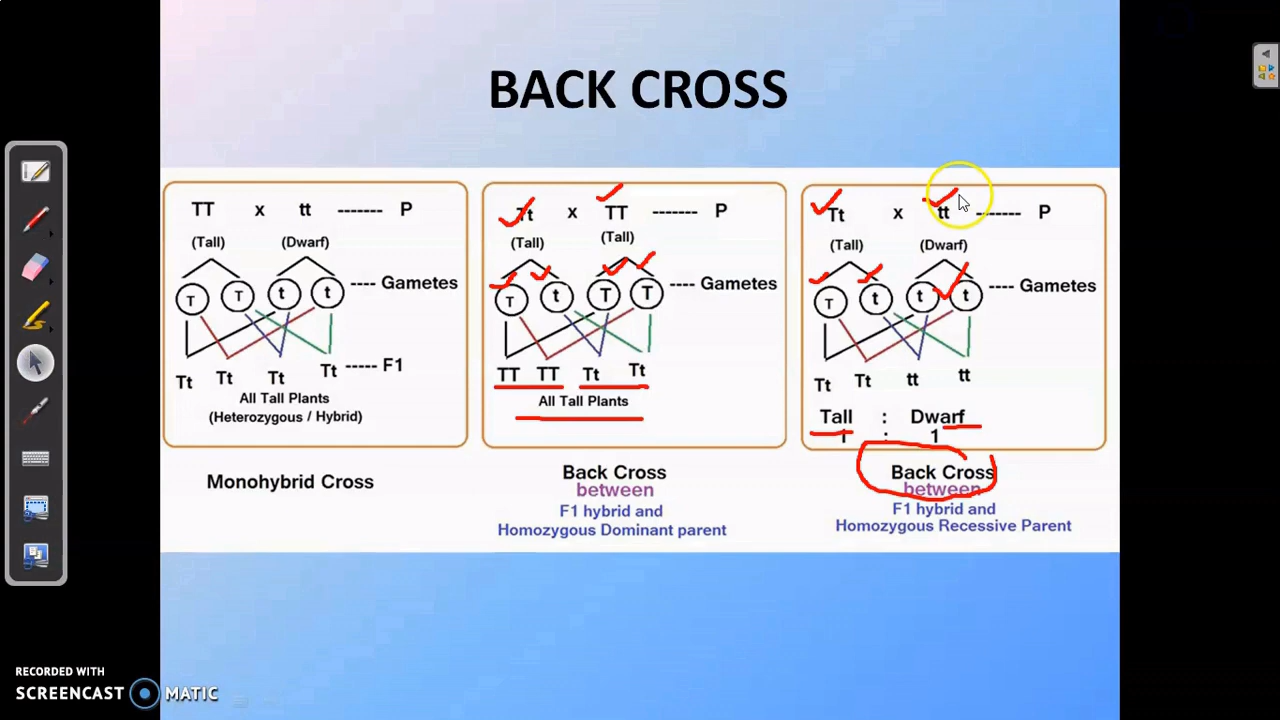 BACK CROSS
TT x tt ------- P
(Tall) (Dwarf)
T T t t ---- Gametes
Tt Tt Tt Tt ----- F1
All Tall Plants
(Heterozygous / Hybrid)
Monohybrid Cross
Tt x TT ------- P
(Tall) (Tall)
T t T T ---- Gametes
TT TT Tt Tt
All Tall Plants
Back Cross
between
F1 hybrid and
Homozygous Dominant parent
Tt x tt ------- P
(Tall) (Dwarf)
T t t t ---- Gametes
Tt Tt tt tt
Tall : Dwarf
1 : 1
Back Cross
between
F1 hybrid and
Homozygous Recessive Parent
RECORDED WITH
SCREENCAST MATIC